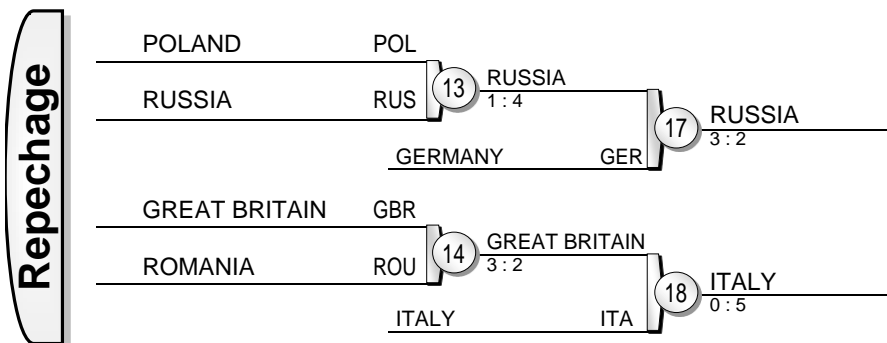 Repechage
POLAND POL
RUSSIA RUS
13
RUSSIA
1 : 4
GERMANY GER
17
RUSSIA
3 : 2
GREAT BRITAIN GBR
ROMANIA ROU
14
GREAT BRITAIN
3 : 2
ITALY ITA
18
ITALY
0 : 5